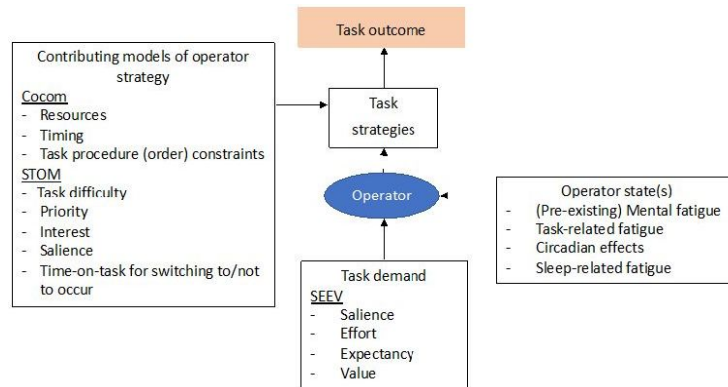 Task outcome
Contributing models of operator
strategy
Cocom
- Resources
- Timing
- Task procedure (order) constraints
STOM
- Task difficulty
- Priority
- Interest
- Salience
- Time-on-task for switching to/not
to occur
Task
strategies
Operator
Operator state(s)
- (Pre-existing) Mental fatigue
- Task-related fatigue
- Circadian effects
- Sleep-related fatigue
Task demand
SEEV
- Salience
- Effort
- Expectancy
- Value